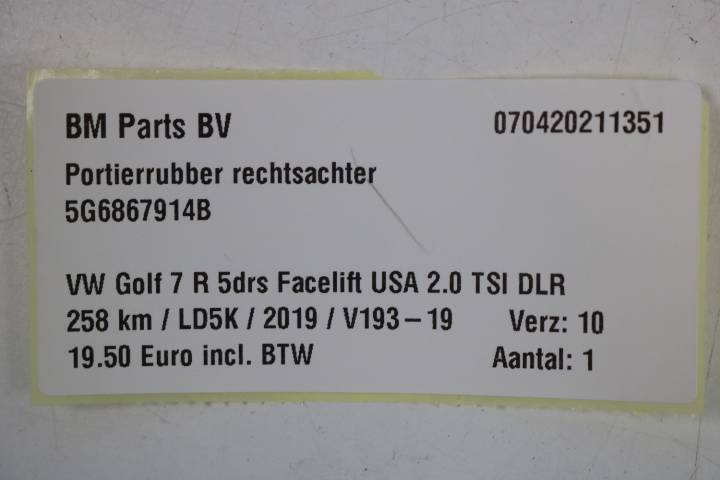 BM Parts BV 070420211351
Portierrubber rechtsachter
5G6867914B
VW Golf 7 R 5drs Facelift USA 2.0 TSI DLR
258 km / LD5K / 2019 / V193-19 Verz: 10
19.50 Euro incl. BTW Aantal: 1